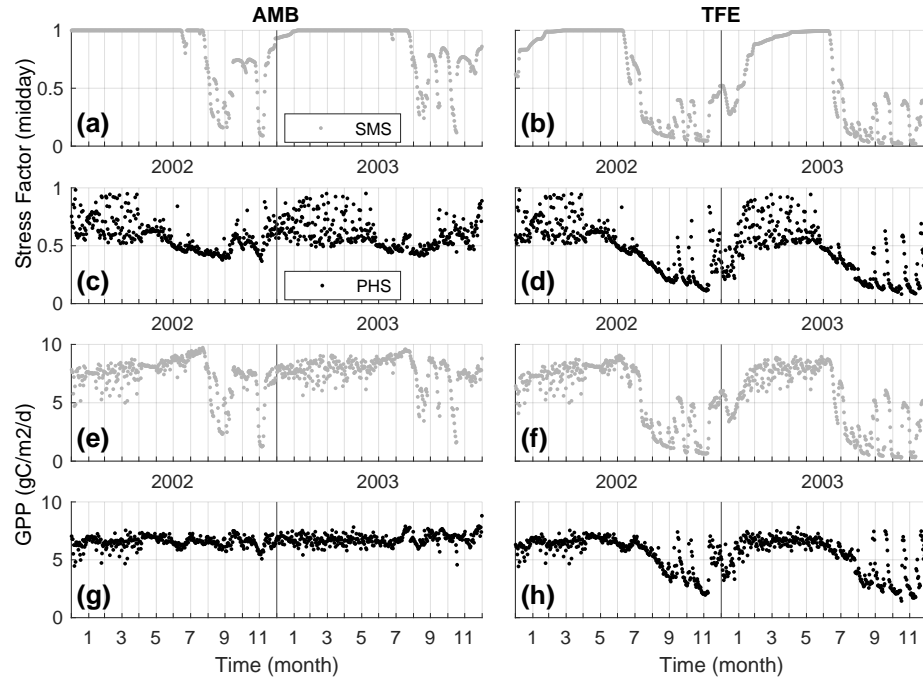 AMB
TFE
Stress Factor (midday)
1
0.5
0
(a)
SMS
(b)
2002
2003
2002
2003
1
0.5
0
(c)
PHS
(d)
2002
2003
2002
2003
GPP (gC/m2/d)
10
5
0
(e)
(f)
2002
2003
2002
2003
10
5
0
(g)
(h)
1 3 5 7 9 11 1 3 5 7 9 11
1 3 5 7 9 11 1 3 5 7 9 11
Time (month)
Time (month)